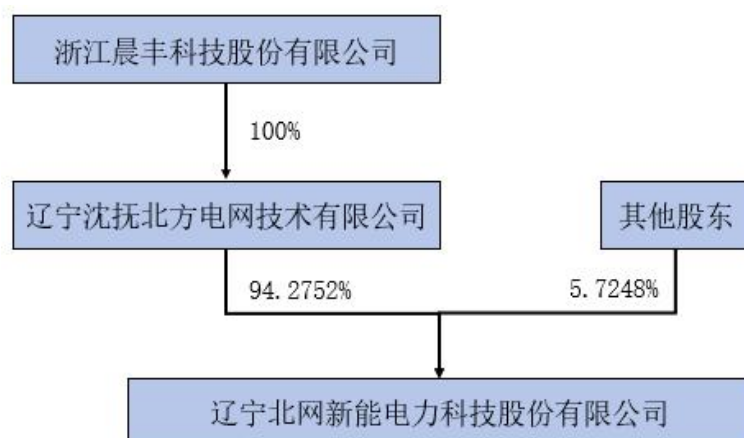 浙江晨丰科技股份有限公司
100%
辽宁沈抚北方电网技术有限公司
其他股东
94.2752%
5.7248%
辽宁北网新能电力科技股份有限公司